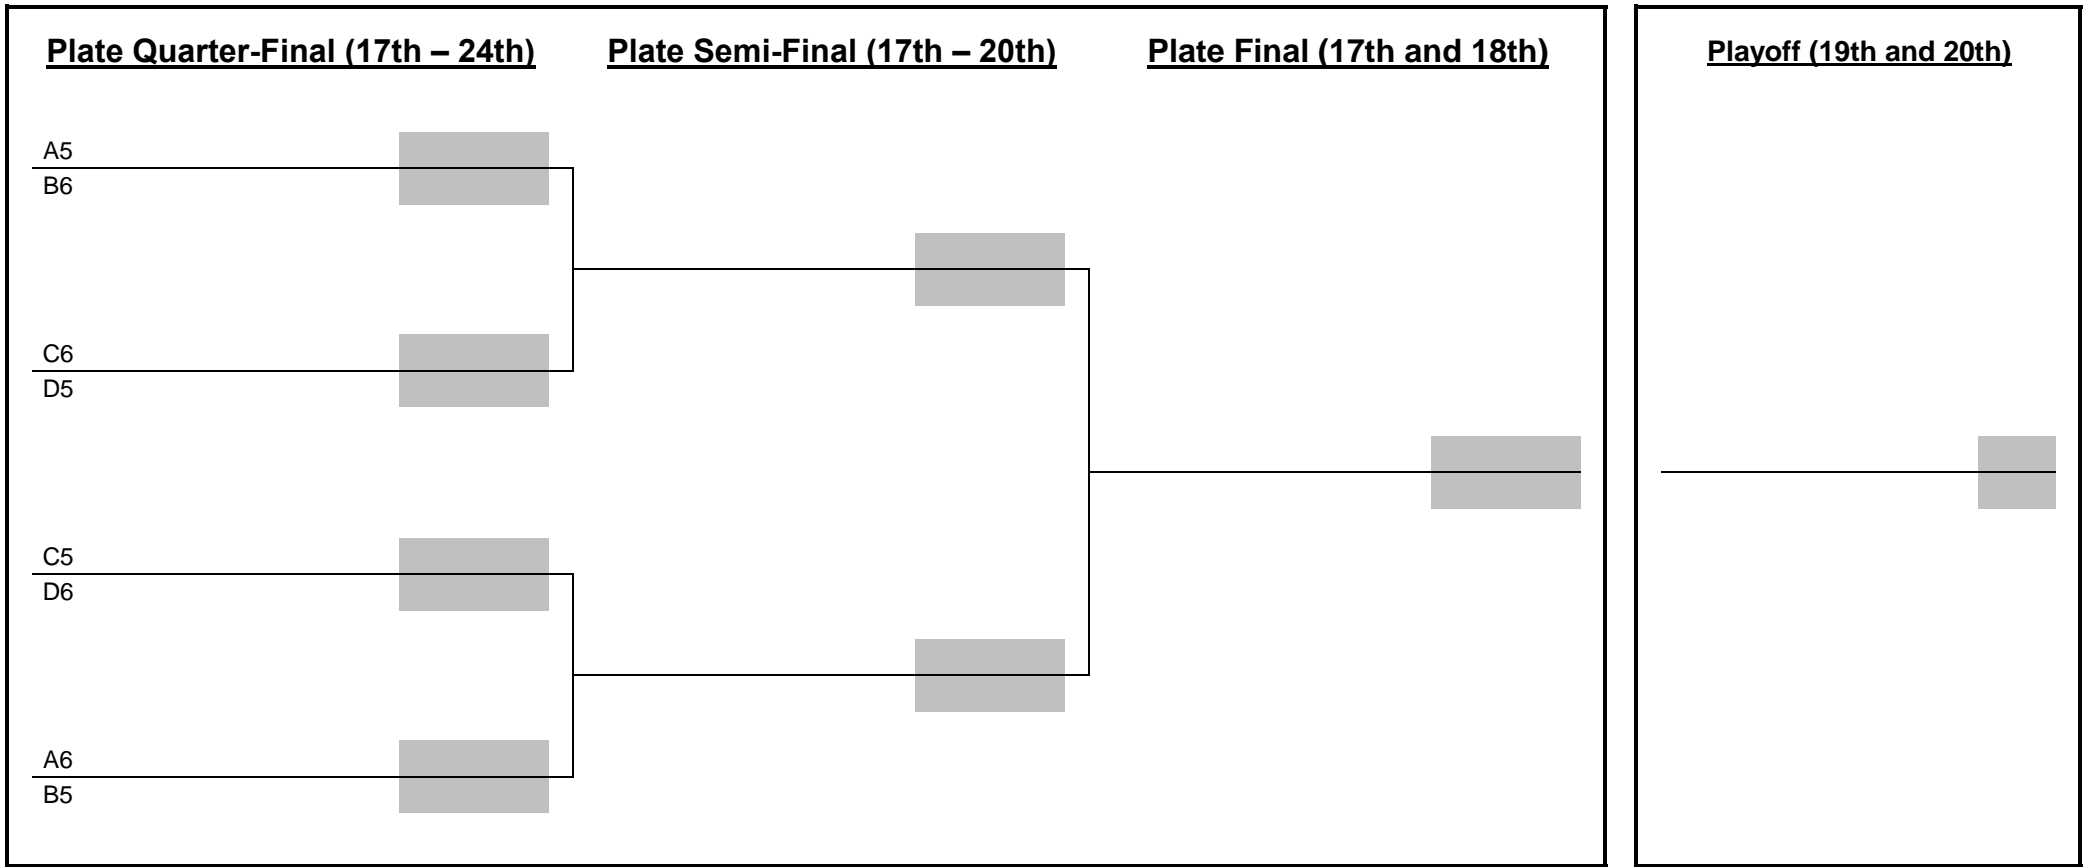 Plate Quarter-Final (17th – 24th)
Plate Semi-Final (17th – 20th)
Plate Final (17th and 18th)
Playoff (19th and 20th)
A5
B6
C6
D5
C5
D6
A6
B5